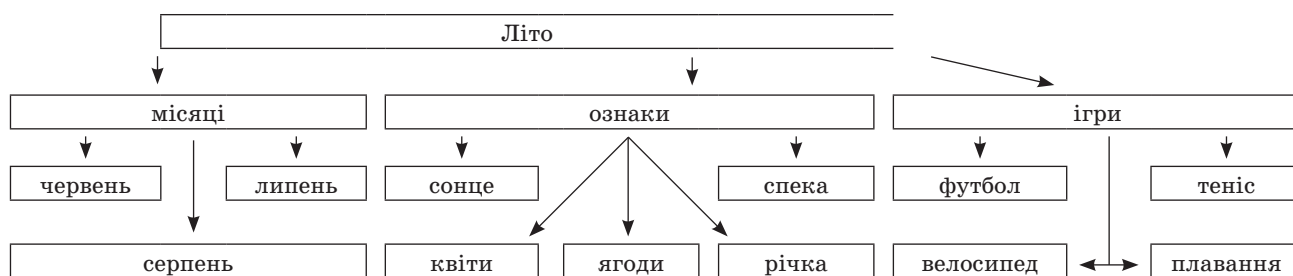 Літо
місяці ознаки ігри
червень липень сонце спека футбол теніс
серпень квіти ягоди річка велосипед плавання